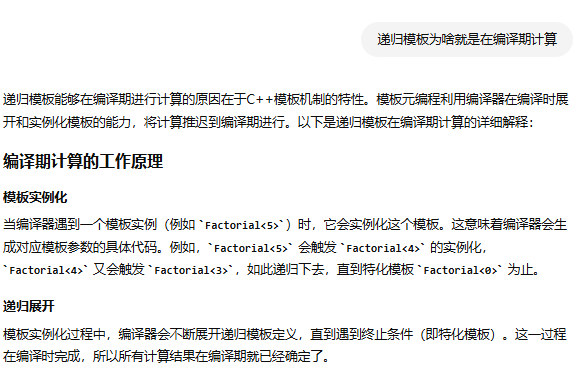 递归模板为啥就是在编译期计算
递归模板能够在编译期进行计算的原因在于C++模板机制的特性。模板元编程利用编译器在编译时展
开和实例化模板的能力，将计算推迟到编译期进行。以下是递归模板在编译期计算的详细解释：
编译期计算的工作原理
模板实例化
当编译器遇到一个模板实例（例如 `Factorial<5>`）时，它会实例化这个模板。这意味着编译器会生
成对应模板参数的具体代码。例如，`Factorial<5>` 会触发 `Factorial<4>` 的实例化，
`Factorial<4>` 又会触发 `Factorial<3>`，如此递归下去，直到特化模板 `Factorial<0>` 为止。
递归展开
模板实例化过程中，编译器会不断展开递归模板定义，直到遇到终止条件（即特化模板）。这一过程
在编译时完成，所以所有计算结果在编译期就已经确定了。